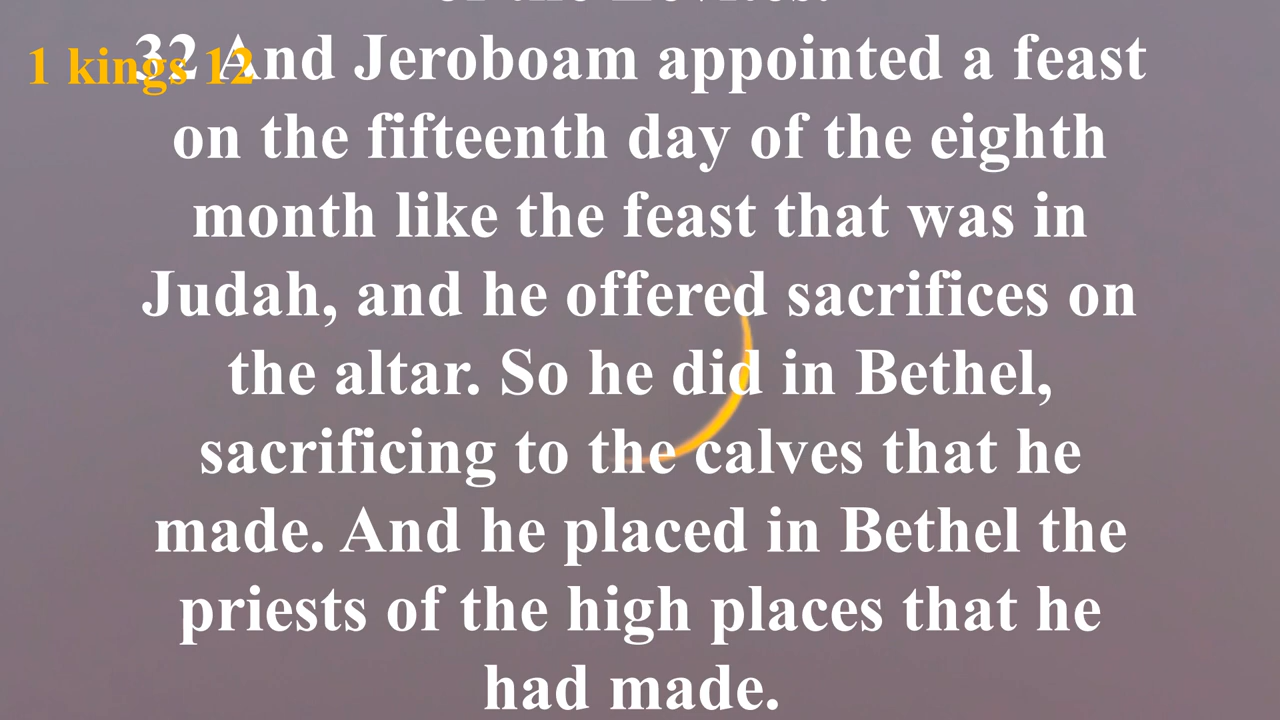 of the Levites.
1 kings 12
32 And Jeroboam appointed a feast
on the fifteenth day of the eighth
month like the feast that was in
Judah, and he offered sacrifices on
the altar. So he did in Bethel,
sacrificing to the calves that he
made. And he placed in Bethel the
priests of the high places that he
had made.